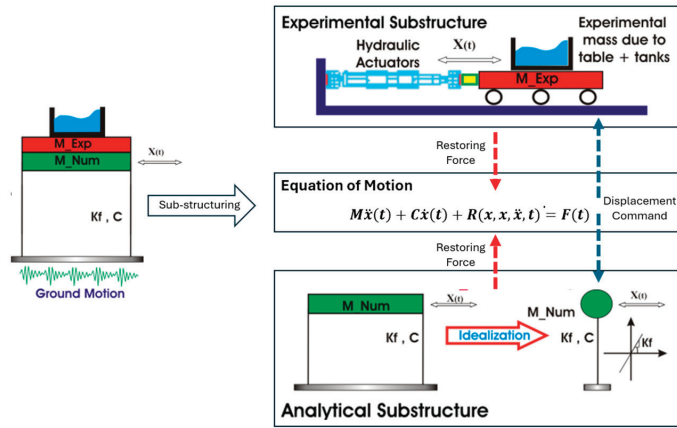 Experimental Substructure
Hydraulic
Actuators
X(t)
Experimental
mass due to
table + tanks
M_Exp
M_Exp
M_Num
X(t)
Kf , C
Ground Motion
Sub-structuring
Restoring
Force
Equation of Motion
Mẍ(t) + Cẋ(t) + R(x, x, ẍ, t) = F(t)
Displacement
Command
Restoring
Force
M_Num
X(t)
Kf , C
Idealization
M_Num
Kf , C
X(t)
Kf
Analytical Substructure